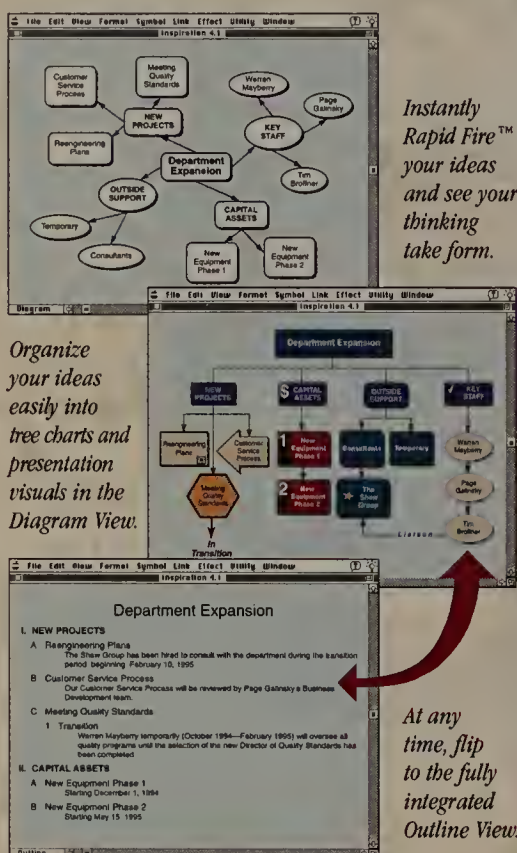 File Edit View Format Symbol Link Effect Utility Window
Inspiration 4.1
Customer
Service
Process
Meeting
Quality
Standards
Reengineering
Plans
NEW
PROJECTS
Warren
Mayberry
Page
Galinsky
KEY
STAFF
Tim
Brollner
Department
Expansion
OUTSIDE
SUPPORT
Temporary
Consultants
CAPITAL
ASSETS
New
Equipment
Phase 1
New
Equipment
Phase 2
Diagram
Instantly
Rapid Fire™
your ideas
and see your
thinking
take form.
Organize
your ideas
easily into
tree charts and
presentation
visuals in the
Diagram View.
File Edit View Format Symbol Link Effect Utility Window
Inspiration 4.1
Department Expansion
NEW
PROJECTS
$ CAPITAL
ASSETS
OUTSIDE
SUPPORT
✓ KEY
STAFF
Reengineering
Plans
Customer
Service
Process
Meeting
Quality
Standards
In
Transition
1 New
Equipment
Phase 1
2 New
Equipment
Phase 2
Consultants
Temporary
The
Shaw
Group
Warren
Mayberry
Page
Galinsky
Tim
Brollner
Liaison
File Edit View Format Symbol Link Effect Utility Window
Inspiration 4.1
Department Expansion
I. NEW PROJECTS
A Reengineering Plans
The Shaw Group has been hired to consult with the department during the transition
period beginning February 10, 1995
B Customer Service Process
Our Customer Service Process will be reviewed by Page Galinsky's Business
Development team.
C Meeting Quality Standards
1 Transition
Warren Mayberry temporarily (October 1994—February 1995) will oversee all
quality programs until the selection of the new Director of Quality Standards has
been completed
II. CAPITAL ASSETS
A New Equipment Phase 1
Starting December 1, 1994
B New Equipment Phase 2
Starting May 15 1995
Outline
At any
time, flip
to the fully
integrated
Outline View.